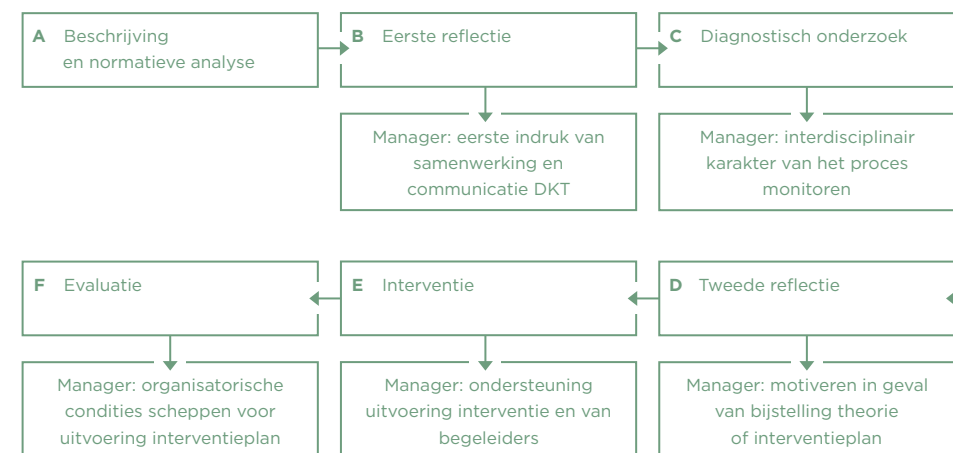 A Beschrijving
en normatieve analyse
B Eerste reflectie
C Diagnostisch onderzoek
Manager: eerste indruk van
samenwerking en
communicatie DKT
Manager: interdisciplinair
karakter van het proces
monitoren
F Evaluatie
E Interventie
D Tweede reflectie
Manager: organisatorische
condities scheppen voor
uitvoering interventieplan
Manager: ondersteuning
uitvoering interventie en van
begeleiders
Manager: motiveren in geval
van bijstelling theorie
of interventieplan